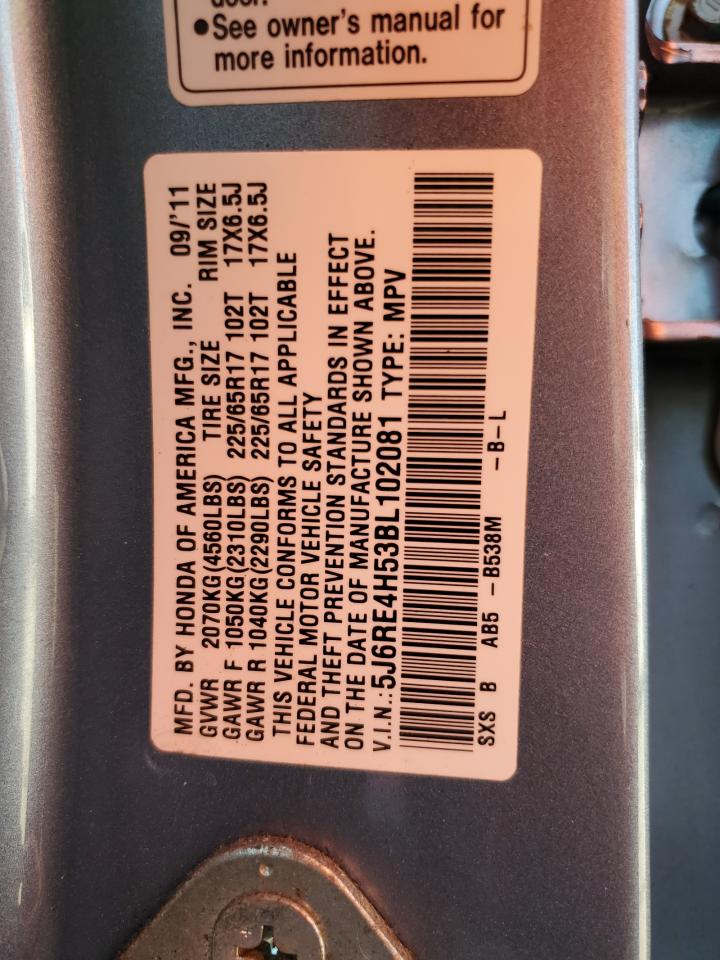 ●See owner's manual for
more information.
MFD. BY HONDA OF AMERICA MFG., INC. 09/'11
GVWR 2070KG(4560LBS) TIRE SIZE RIM SIZE
GAWR F 1050KG(2310LBS) 225/65R17 102T 17X6.5J
GAWR R 1040KG(2290LBS) 225/65R17 102T 17X6.5J
THIS VEHICLE CONFORMS TO ALL APPLICABLE
FEDERAL MOTOR VEHICLE SAFETY
AND THEFT PREVENTION STANDARDS IN EFFECT
ON THE DATE OF MANUFACTURE SHOWN ABOVE.
V.I.N.:5J6RE4H53BL102081 TYPE: MPV
SXS B AB5 -B538M -B-L